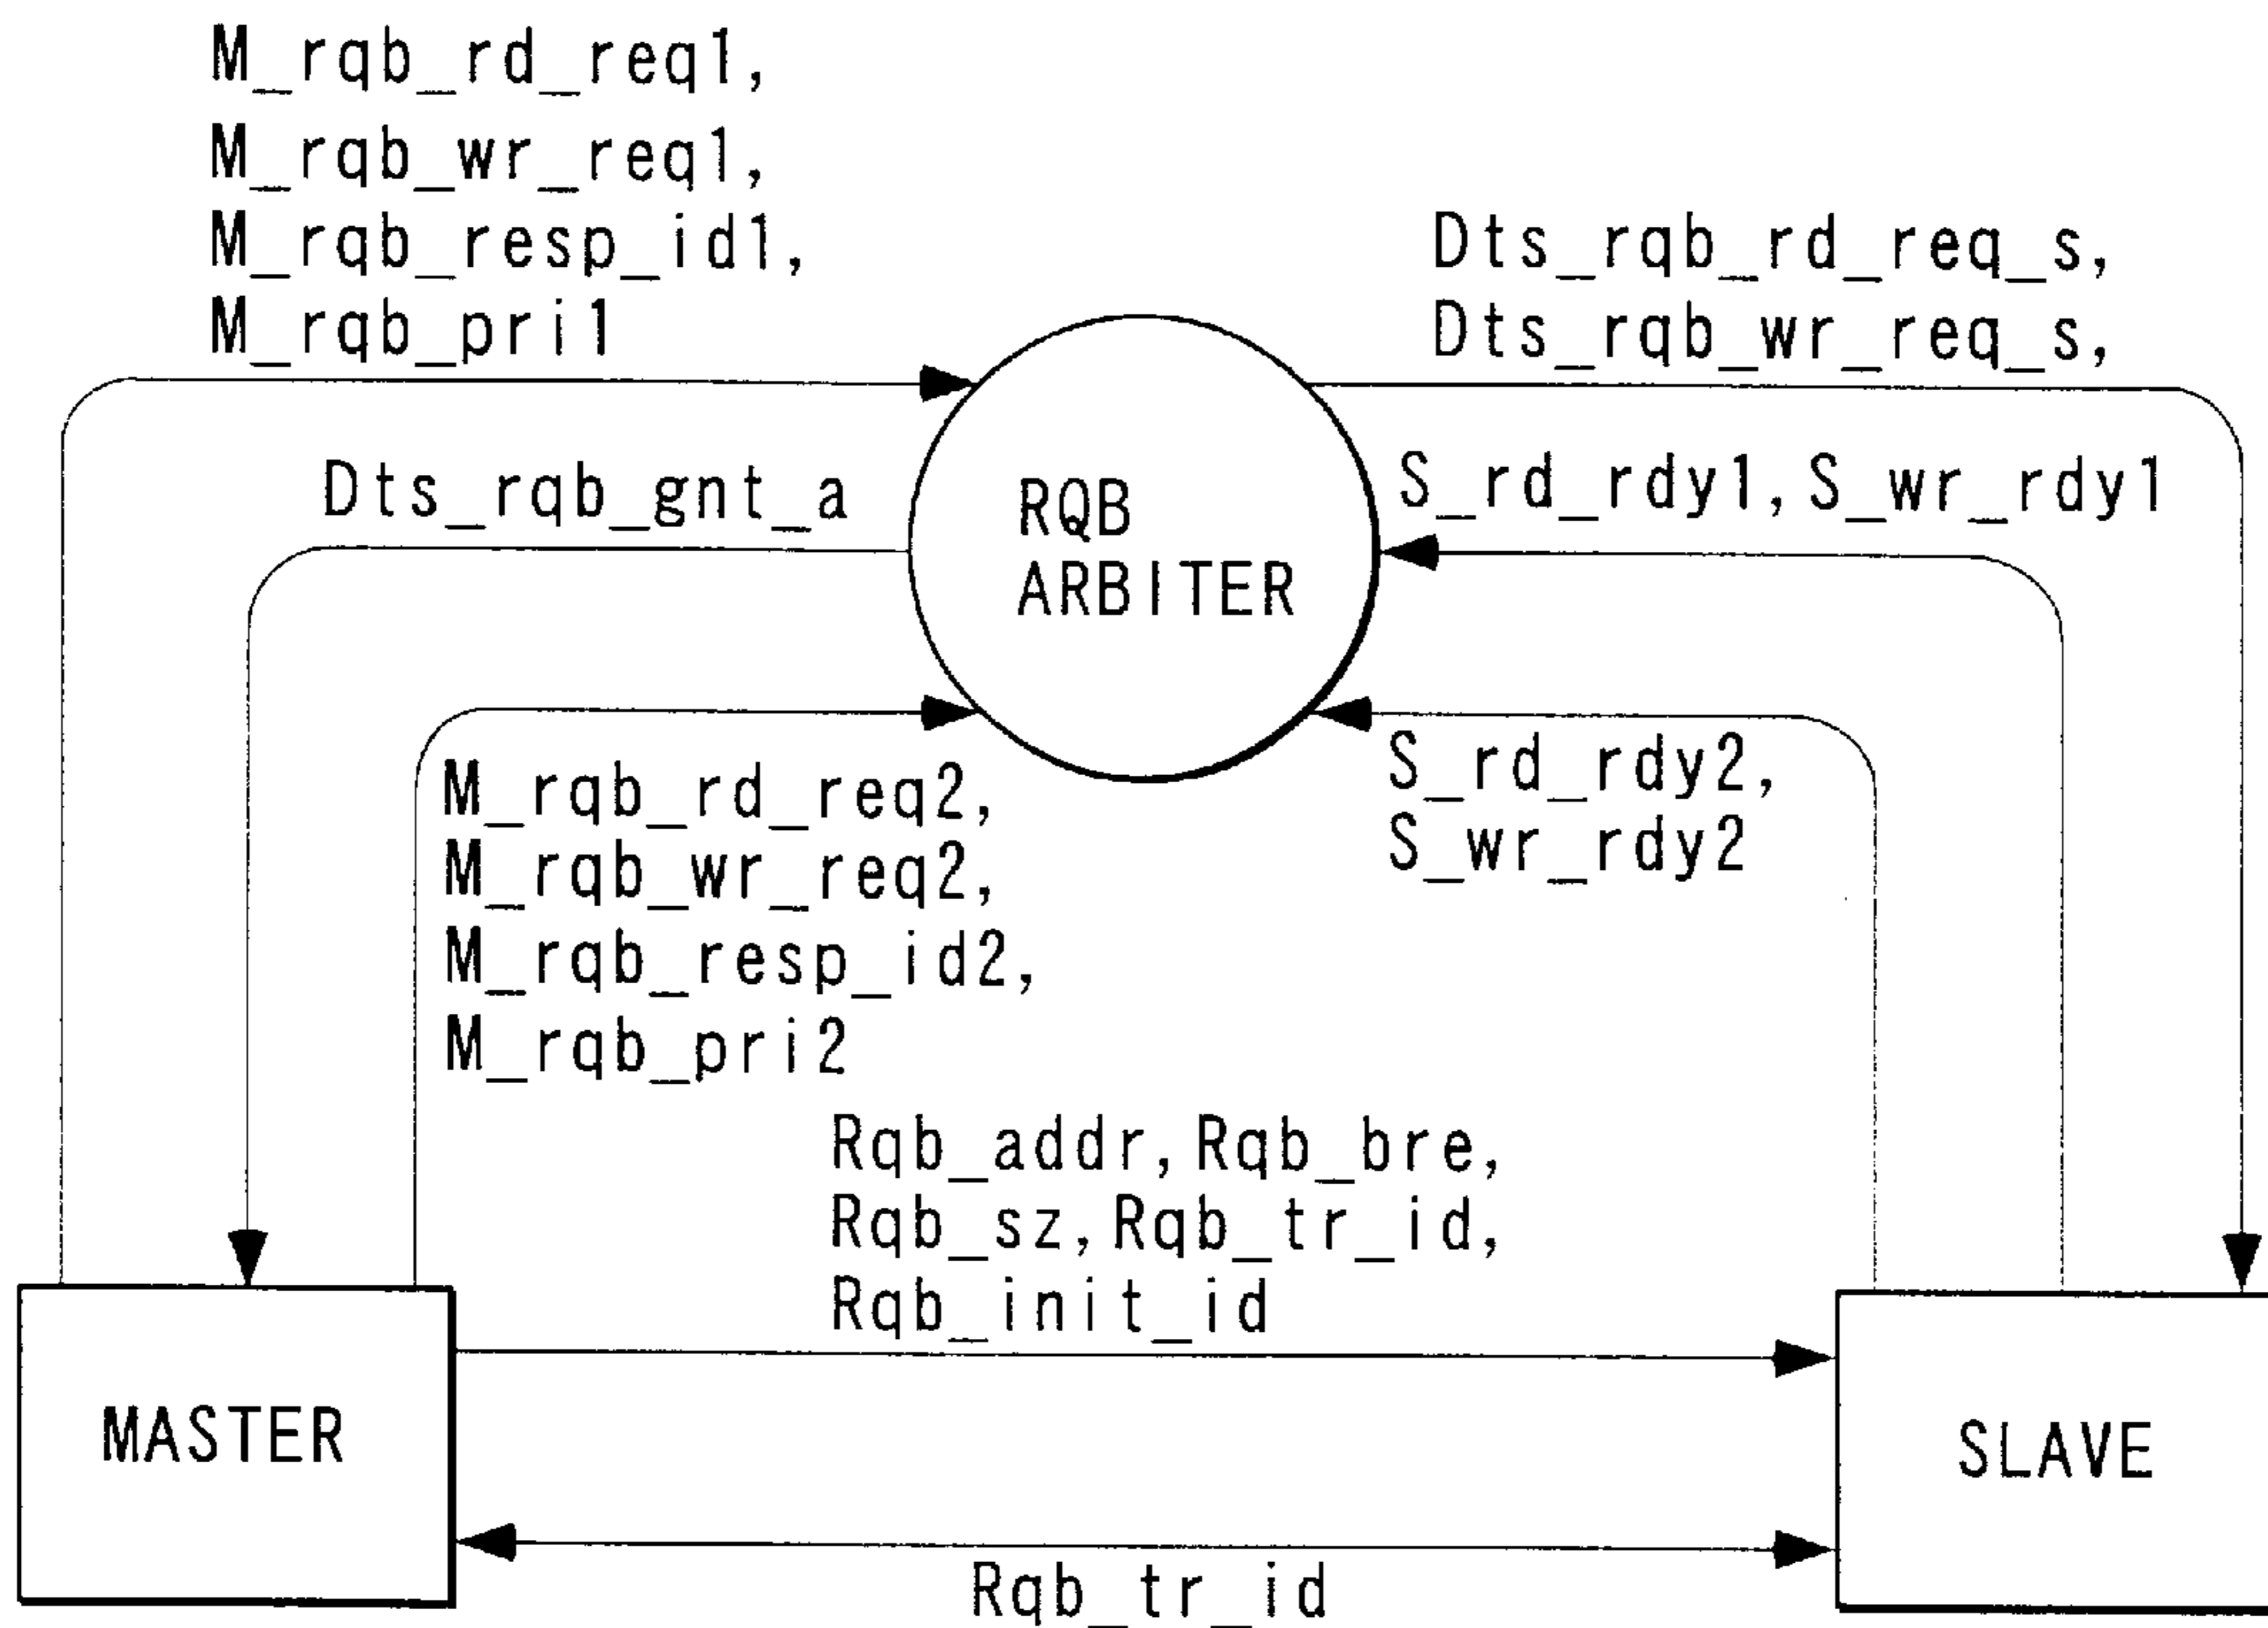 M_rqb_rd_req1,
M_rqb_wr_req1,
M_rqb_resp_id1,
M_rqb_pri1
Dts_rqb_rd_req_s,
Dts_rqb_wr_req_s,
Dts_rqb_gnt_a
RQB
ARBITER
S_rd_rdy1,S_wr_rdy1
M_rqb_rd_req2,
M_rqb_wr_req2,
M_rqb_resp_id2,
M_rqb_pri2
S_rd_rdy2,
S_wr_rdy2
Rqb_addr,Rqb_bre,
Rqb_sz,Rqb_tr_id,
Rqb_init_id
MASTER
SLAVE
Rqb_tr_id